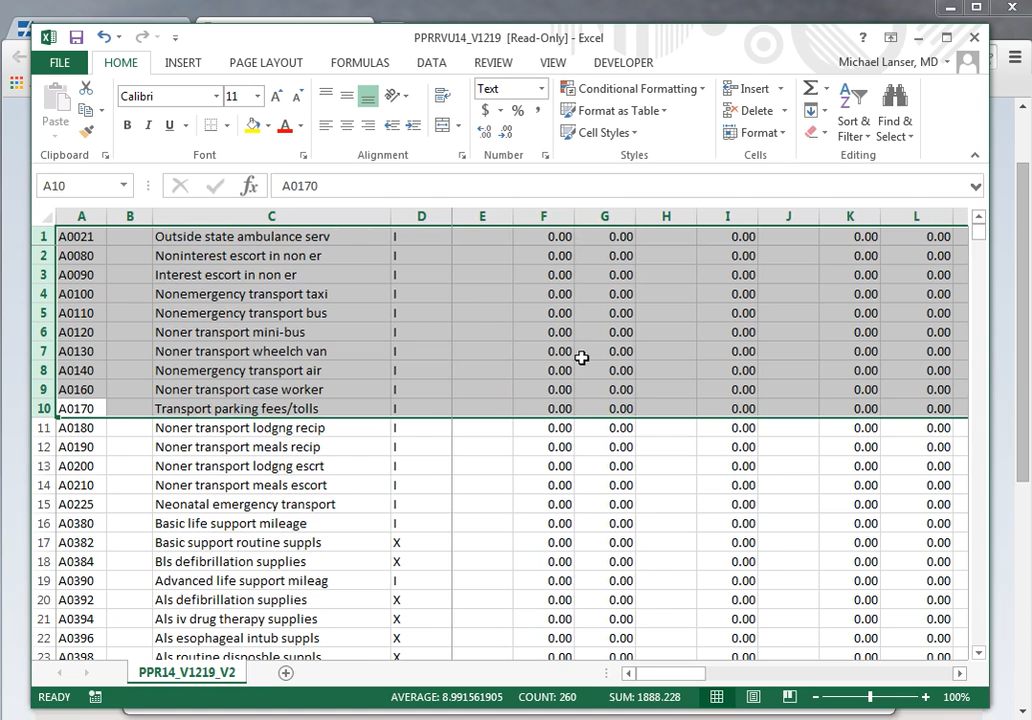 PPRRVU14_V1219 [Read-Only] - Excel
?
FILE HOME INSERT PAGE LAYOUT FORMULAS DATA REVIEW VIEW DEVELOPER Michael Lanser, MD
Paste Calibri 11 A A Text Conditional Formatting Insert Σ A Z Sort & Filter Find & Select
B I U A $ % , Format as Table Delete
.00 .0 Cell Styles Format
Clipboard Font Alignment Number Styles Cells Editing
A10 fx A0170
A B C D E F G H I J K L
1 A0021 Outside state ambulance serv I 0.00 0.00 0.00 0.00 0.00
2 A0080 Noninterest escort in non er I 0.00 0.00 0.00 0.00 0.00
3 A0090 Interest escort in non er I 0.00 0.00 0.00 0.00 0.00
4 A0100 Nonemergency transport taxi I 0.00 0.00 0.00 0.00 0.00
5 A0110 Nonemergency transport bus I 0.00 0.00 0.00 0.00 0.00
6 A0120 Noner transport mini-bus I 0.00 0.00 0.00 0.00 0.00
7 A0130 Noner transport wheelch van I 0.00 0.00 0.00 0.00 0.00
8 A0140 Nonemergency transport air I 0.00 0.00 0.00 0.00 0.00
9 A0160 Noner transport case worker I 0.00 0.00 0.00 0.00 0.00
10 A0170 Transport parking fees/tolls I 0.00 0.00 0.00 0.00 0.00
11 A0180 Noner transport lodgng recip I 0.00 0.00 0.00 0.00 0.00
12 A0190 Noner transport meals recip I 0.00 0.00 0.00 0.00 0.00
13 A0200 Noner transport lodgng escrt I 0.00 0.00 0.00 0.00 0.00
14 A0210 Noner transport meals escort I 0.00 0.00 0.00 0.00 0.00
15 A0225 Neonatal emergency transport I 0.00 0.00 0.00 0.00 0.00
16 A0380 Basic life support mileage I 0.00 0.00 0.00 0.00 0.00
17 A0382 Basic support routine suppls X 0.00 0.00 0.00 0.00 0.00
18 A0384 Bls defibrillation supplies X 0.00 0.00 0.00 0.00 0.00
19 A0390 Advanced life support mileag I 0.00 0.00 0.00 0.00 0.00
20 A0392 Als defibrillation supplies X 0.00 0.00 0.00 0.00 0.00
21 A0394 Als iv drug therapy supplies X 0.00 0.00 0.00 0.00 0.00
22 A0396 Als esophageal intub suppls X 0.00 0.00 0.00 0.00 0.00
23 A0398 Als routine disposble suppls X 0.00 0.00 0.00 0.00 0.00
PPR14_V1219_V2
READY AVERAGE: 8.991561905 COUNT: 260 SUM: 1888.228 100%